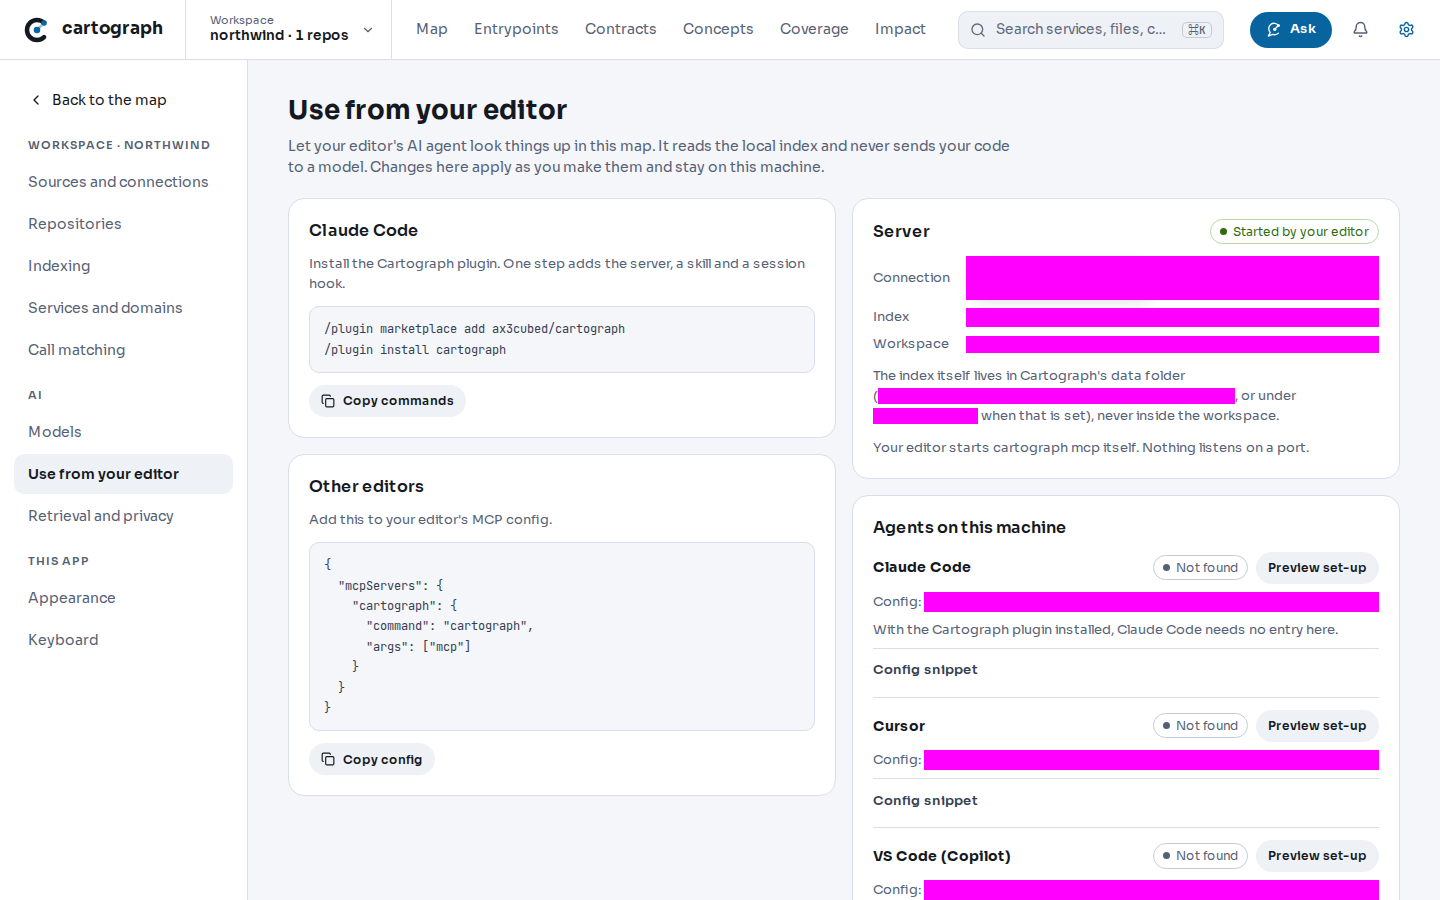 cartograph
Workspace
northwind · 1 repos
Map
Entrypoints
Contracts
Concepts
Coverage
Impact
Search services, files, c...
⌘K
Ask
Back to the map
WORKSPACE · NORTHWIND
Sources and connections
Repositories
Indexing
Services and domains
Call matching
AI
Models
Use from your editor
Retrieval and privacy
THIS APP
Appearance
Keyboard
Use from your editor
Let your editor's AI agent look things up in this map. It reads the local index and never sends your code
to a model. Changes here apply as you make them and stay on this machine.
Claude Code
Install the Cartograph plugin. One step adds the server, a skill and a session
hook.
/plugin marketplace add ax3cubed/cartograph
/plugin install cartograph
Copy commands
Other editors
Add this to your editor's MCP config.
{
  "mcpServers": {
    "cartograph": {
      "command": "cartograph",
      "args": ["mcp"]
    }
  }
}
Copy config
Server
Started by your editor
Connection
Index
Workspace
The index itself lives in Cartograph's data folder
( , or under
when that is set), never inside the workspace.
Your editor starts cartograph mcp itself. Nothing listens on a port.
Agents on this machine
Claude Code
Not found
Preview set-up
Config:
With the Cartograph plugin installed, Claude Code needs no entry here.
Config snippet
Cursor
Not found
Preview set-up
Config:
Config snippet
VS Code (Copilot)
Not found
Preview set-up
Config: